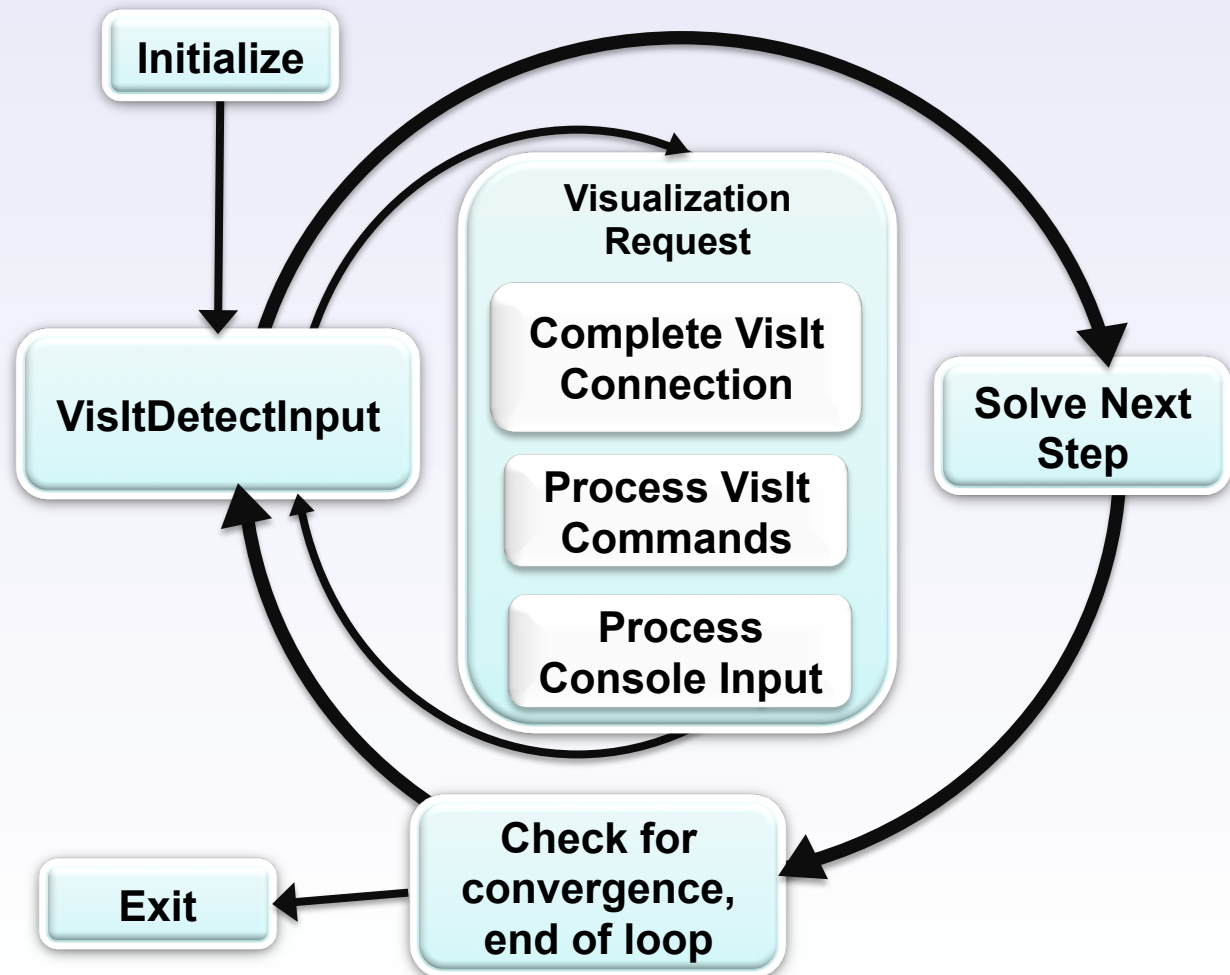 Initialize
Visualization
Request
Complete VisIt
Connection
VisItDetectInput
Solve Next
Step
Process VisIt
Commands
Process
Console Input
Check for
convergence,
end of loop
Exit